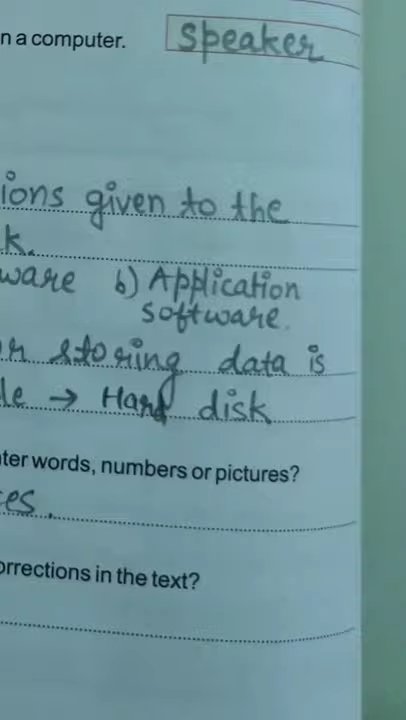 n a computer. speaker
ions given to the
k.
ware b) Application
software.
storing data is
le → Hard disk
ter words, numbers or pictures?
es.
orrections in the text?